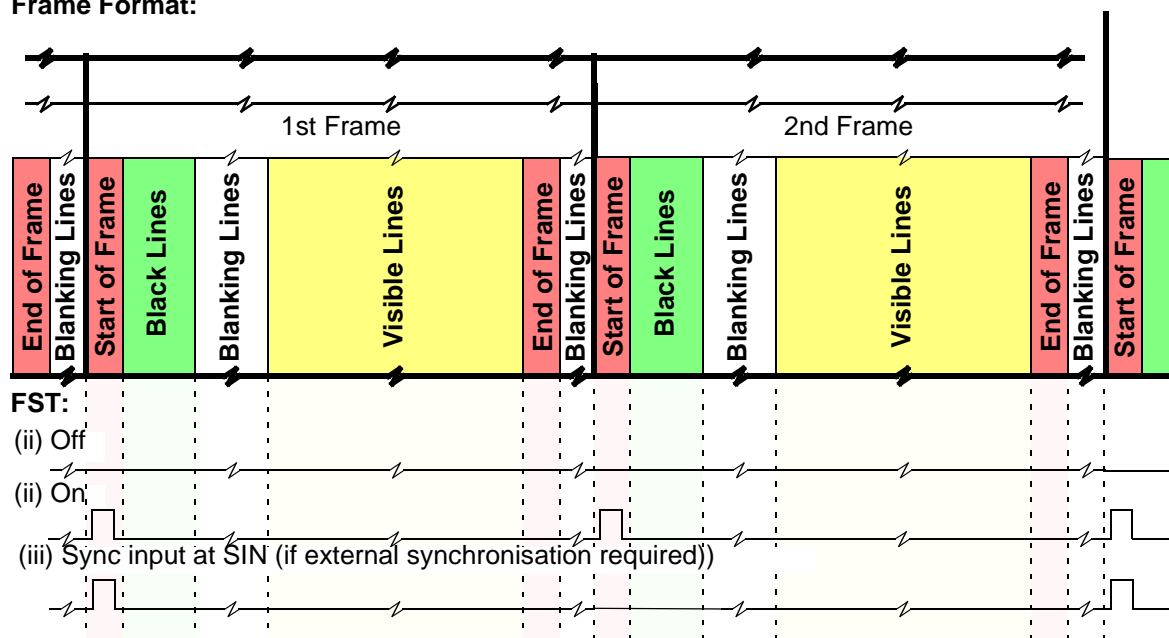 Frame Format:
1st Frame
2nd Frame
End of Frame
Blanking Lines
Start of Frame
Black Lines
Blanking Lines
Visible Lines
End of Frame
Blanking Lines
Start of Frame
Black Lines
Blanking Lines
Visible Lines
End of Frame
Blanking Lines
Start of Frame
FST:
(ii) Off
(ii) On
(iii) Sync input at SIN (if external synchronisation required))